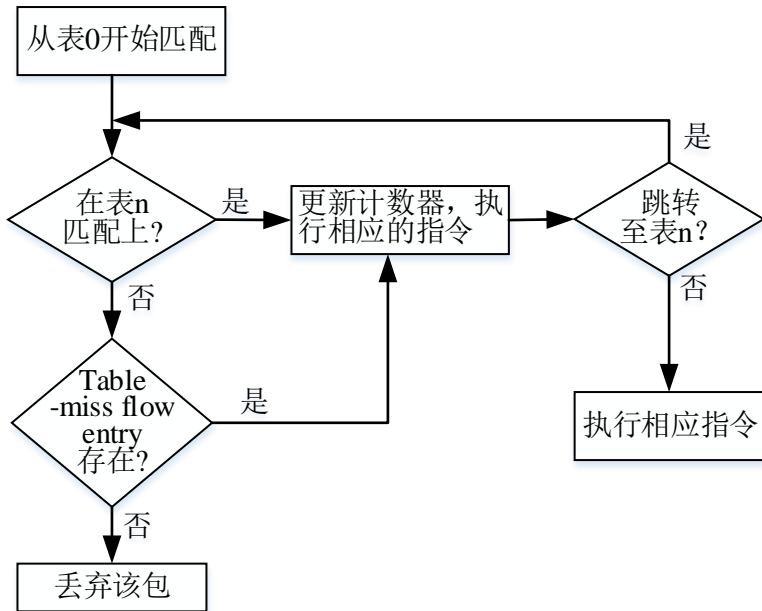 从表0开始匹配
是
在表n
匹配上？
是
更新计数器，执
行相应的指令
跳转
至表n？
否
否
Table
-miss flow
entry
存在？
是
执行相应指令
否
丢弃该包